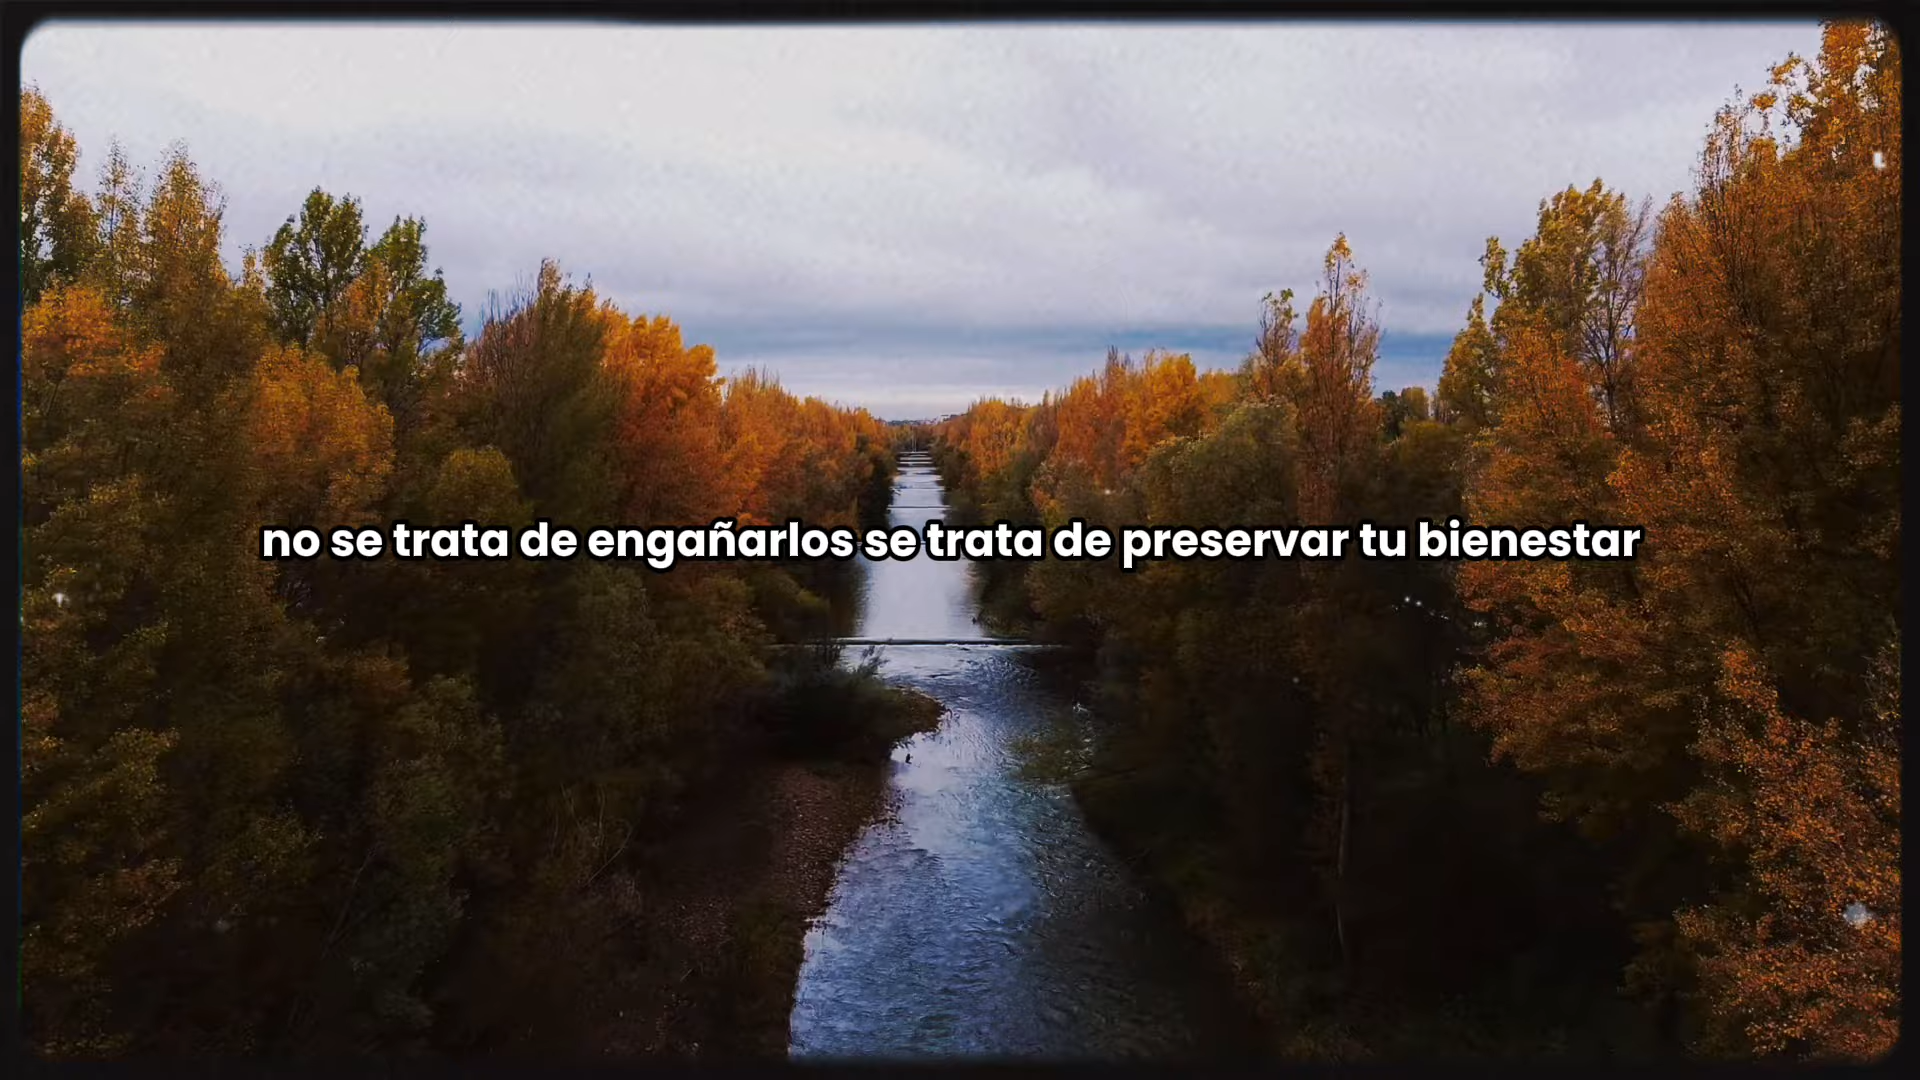 no se trata de engañarlos se trata de preservar tu bienestar